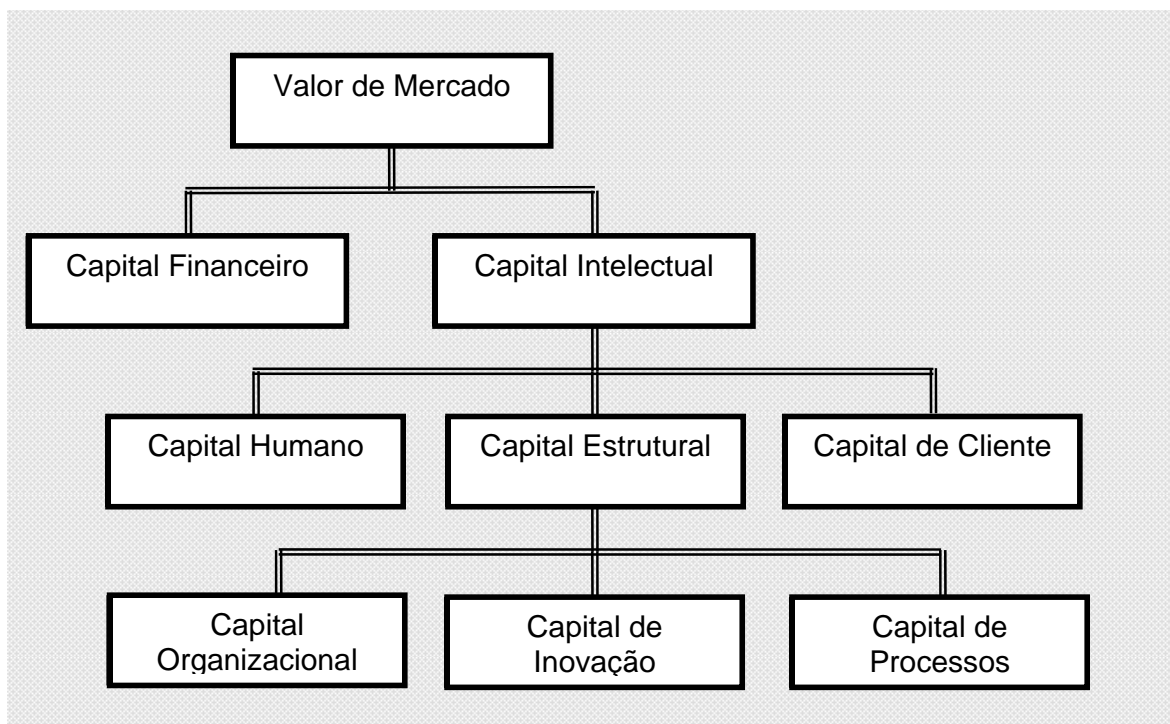 Valor de Mercado
Capital Financeiro
Capital Intelectual
Capital Humano
Capital Estrutural
Capital de Cliente
Capital
Organizacional
Capital de
Inovação
Capital de
Processos